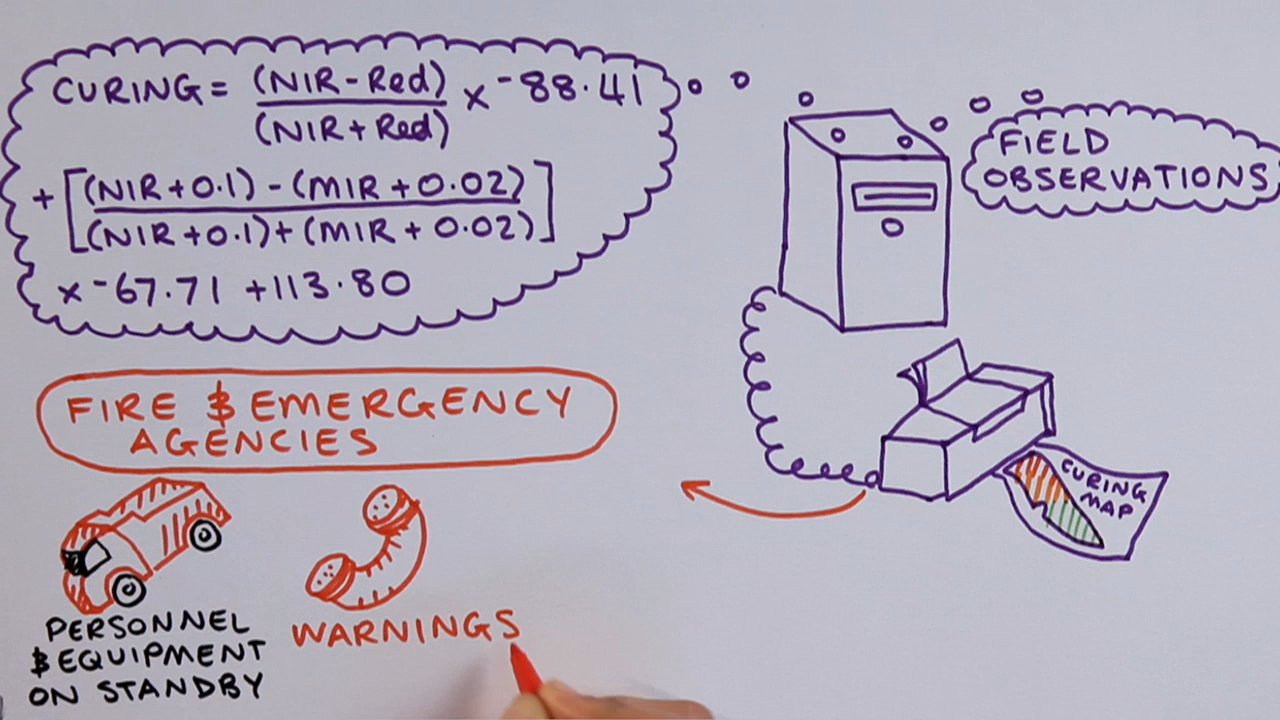 CURING = (NIR - Red) x -88.41
(NIR + Red)
+ [(NIR + 0.1) - (MIR + 0.02)]
(NIR + 0.1) + (MIR + 0.02)
x -67.71 + 113.80
FIELD
OBSERVATIONS
CURING
MAP
FIRE & EMERGENCY
AGENCIES
PERSONNEL
& EQUIPMENT
ON STANDBY
WARNINGS